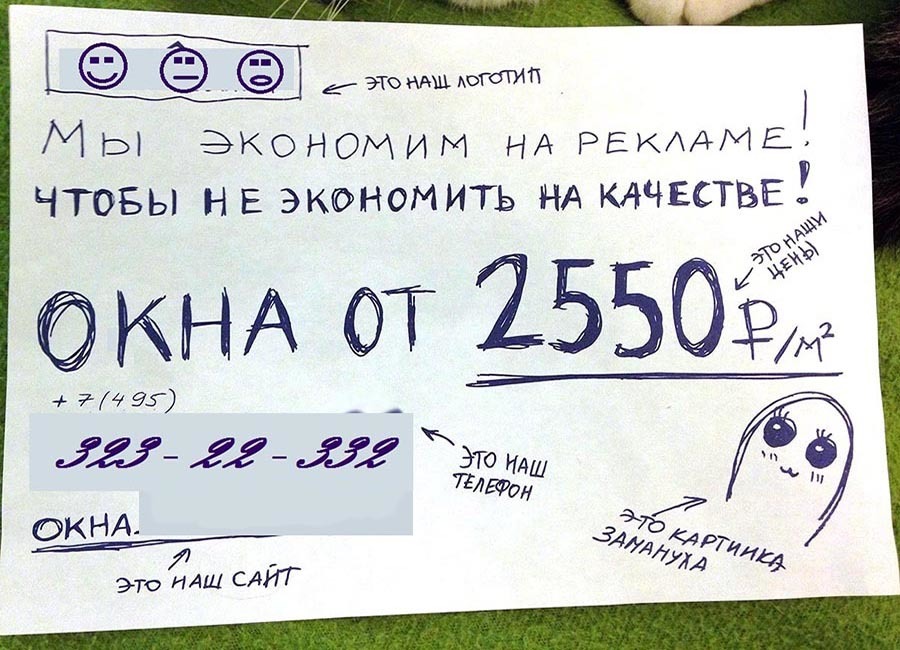 ← ЭТО НАШ ЛОГОТИП
МЫ ЭКОНОМИМ НА РЕКЛАМЕ!
ЧТОБЫ НЕ ЭКОНОМИТЬ НА КАЧЕСТВЕ!
ЭТО НАШИ
ЦЕНЫ
ОКНА ОТ 2550 ₽/м²
+7(495)
323-22-332
ЭТО НАШ
ТЕЛЕФОН
ОКНА.
ЭТО НАШ САЙТ
ЭТО КАРТИНКА
ЗАМАНУХА